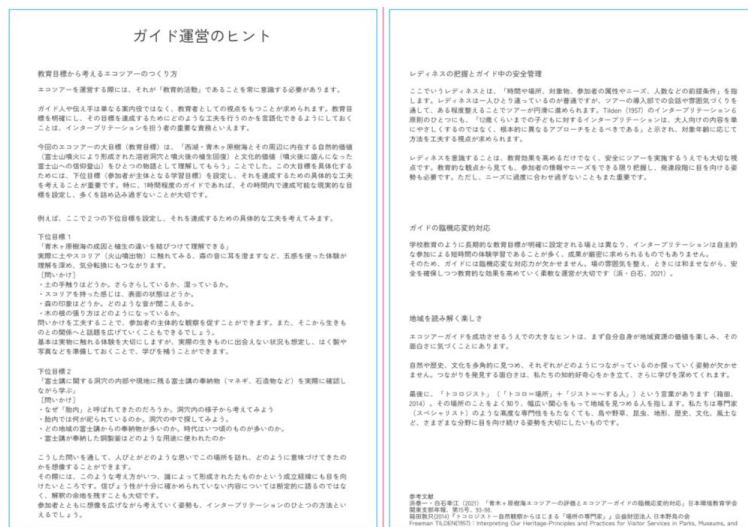 ガイド運営のヒント
教育目標から考えるエコツアーのつくり方
エコツアーを運営する際には、それが「教育的活動」であることを常に意識する必要があります。
ガイド人や伝え手は単なる案内役ではなく、教育者としての視点をもつことが求められます。教育目
標を明確にし、その目標を達成するためにどのような工夫を行うのかを言語化できるようにしておく
ことは、インタープリテーションを担う者の重要な責務といえます。
今回のエコツアーの大目標（教育目標）は、「西湖・青木ヶ原樹海とその周辺に内在する自然的価値
（富士山噴火により形成された溶岩洞穴と噴火後の植生回復）と文化的価値（噴火後に盛んになった
富士山への信仰登山）をひとつの物語として理解してもらう」ことでした。この大目標を具体化する
ためには、下位目標（参加者が主体となる学習目標）を設定し、それを達成するための具体的な工夫
を考えることが重要です。特に、1時間程度のガイドであれば、その時間内で達成可能な現実的な目
標を設定し、多くを詰め込み過ぎないことが大切です。
例えば、ここで２つの下位目標を設定し、それを達成するための具体的な工夫を考えてみます。
下位目標１
「青木ヶ原樹海の成因と植生の違いを結びつけて理解できる」
実際に土やスコリア（火山噴出物）に触れてみる、森の音に耳を澄ますなど、五感を使った体験が
理解を深め、気分転換にもつながります。
［問いかけ］
・土の手触りはどうか。さらさらしているか、湿っているか。
・スコリアを持った感じは、表面の状態はどうか。
・森の印象はどうか。どのような音が聞こえるか。
・木の根の張り方はどのようになっているか。
問いかけを工夫することで、参加者の主体的な観察を促すことができます。また、そこから生きも
のとの関係へと話題を広げていくこともできるでしょう。
基本は実物に触れる体験を大切にしますが、実際の生きものに出会えない状況も想定し、はく製や
写真などを準備しておくことで、学びを補うことができます。
下位目標２
「富士講に関する洞穴の内部や現地に残る富士講の奉納物（マネギ、石造物など）を実際に確認し
ながら学ぶ」
［問いかけ］
・なぜ「胎内」と呼ばれてきたのだろうか。洞穴内の様子から考えてみよう
・胎内では何が祀られているのか。洞穴の中で探してみよう。
・どの地域の富士講からの奉納物が多いのか。時代はいつ頃のものが多いのか。
・富士講が奉納した銅製釜はどのような用途に使われたのか
こうした問いを通して、人びとがどのような思いでこの場所を訪れ、どのように意味づけてきたの
かを想像することができます。
その際には、このような考え方がいつ、誰によって形成されたものかという成立経緯にも目を向
けたいところです。信ぴょう性が十分に確かめられていない内容については断定的に語るのではな
く、解釈の余地を残すことも大切です。
参加者とともに想像を広げながら考えていく姿勢も、インタープリテーションのひとつの方法とい
えるでしょう。
レディネスの把握とガイド中の安全管理
ここでいうレディネスとは、「時間や場所、対象物、参加者の属性やニーズ、人数などの前提条件」を指
します。レディネスは一人ひとり違っているのが普通ですが、ツアーの導入部での会話や雰囲気づくりを
通して、ある程度整えることでツアーが円滑に進められます。Tilden (1957) のインタープリテーション６
原則のひとつにも、「12歳くらいまでの子どもに対するインタープリテーションは、大人向けの内容を単
にやさしくするのではなく、根本的に異なるアプローチをとるべきである」と示され、対象年齢に応じて
方法を工夫する視点が求められます。
レディネスを意識することは、教育効果を高めるだけでなく、安全にツアーを実施するうえでも大切な視
点です。教育的な観点から見ても、参加者の情報やニーズをできる限り把握し、発達段階に目を向ける姿
勢も必要です。ただし、ニーズに過度に合わせ過ぎないこともまた重要です。
ガイドの臨機応変的対応
学校教育のように長期的な教育目標が明確に設定される場とは異なり、インタープリテーションは自主的
な参加による短時間の体験学習であることが多く、成果が厳密に求められるものでもありません。
そのため、ガイドには臨機応変な対応力が欠かせません。場の雰囲気を整え、ときには和ませながら、安
全を確保しつつ教育的な効果を高めていく柔軟な運営が大切です（浜・白石、2021）。
地域を読み解く楽しさ
エコツアーガイドを成功させるうえでの大きなヒントは、まず自分自身が地域資源の価値を楽しみ、その
面白さに気づくことにあります。
自然や歴史、文化を多角的に見つめ、それぞれがどのようにつながっているのか探っていく姿勢が欠かせ
ません。つながりを発見する面白さは、私たちの知的好奇心をかき立て、さらに学びを深めてくれます。
最後に、「トコロジスト」（「トコロ＝場所」＋「ジスト＝〜する人」）という言葉があります（箱田、
2014）。その場所のことをよく知り、幅広い関心をもって地域を見つめる人を指します。私たちは専門家
（スペシャリスト）のような高度な専門性をもたなくても、鳥や野草、昆虫、地形、歴史、文化、風土な
ど、さまざまな分野に目を向け続ける姿勢を大切にしたいものです。
参考文献
浜泰一・白石幸江（2021）「青木ヶ原樹海エコツアーの評価とエコツアーガイドの臨機応変的対応」日本環境教育学会
関東支部年報、第15号、93-98.
箱田敦只(2014)「トコロジスト－自然観察からはじまる「場所の専門家」」公益財団法人 日本野鳥の会
Freeman TILDEN(1957)：Interpreting Our Heritage-Principles and Practices for Visitor Services in Parks, Museums, and